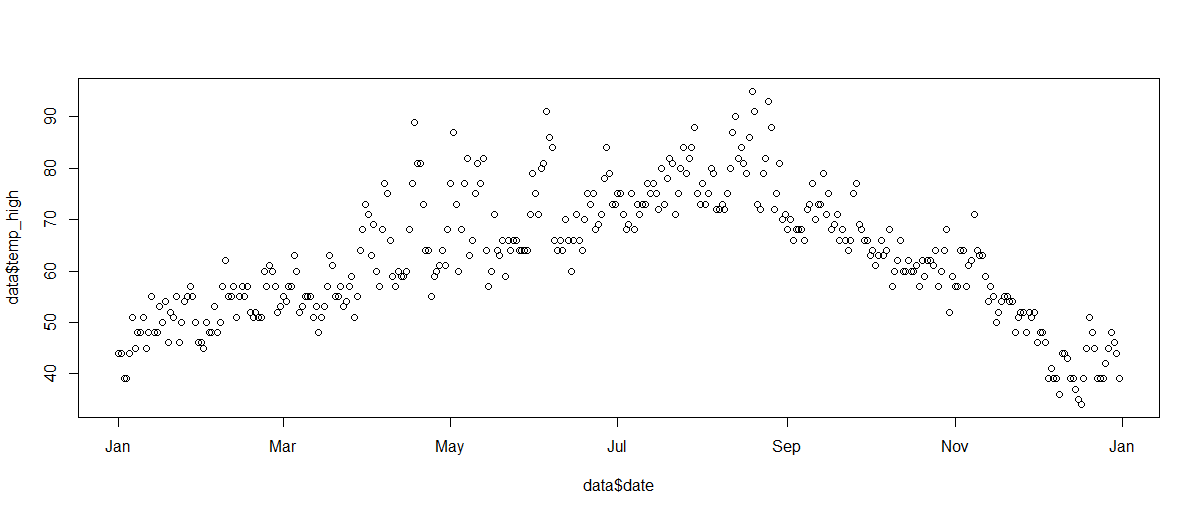 data$temp_high
90
80
70
60
50
40
Jan
Mar
May
Jul
Sep
Nov
Jan
data$date